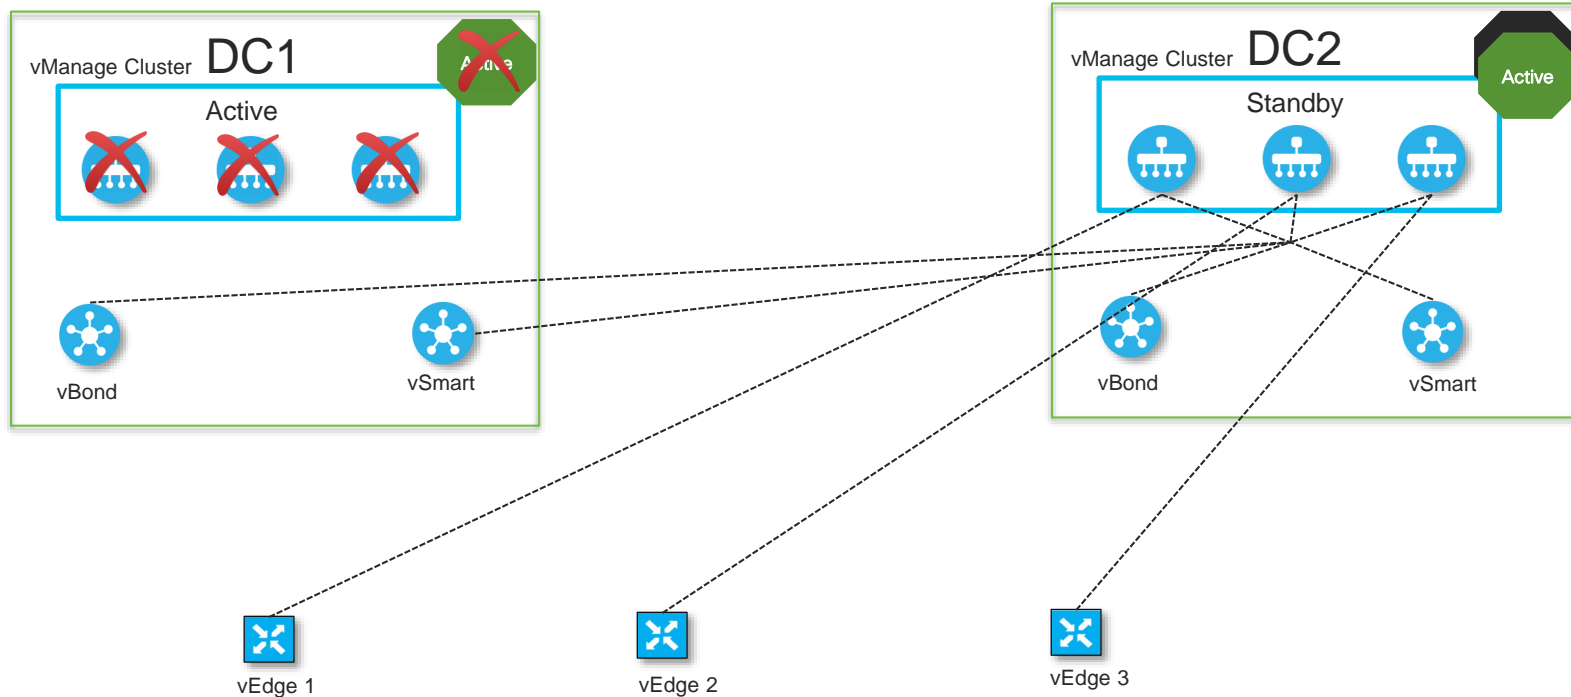 vManage Cluster DC1
Active
Active
vBond
vSmart
vManage Cluster DC2
Active
Standby
vBond
vSmart
vEdge 1
vEdge 2
vEdge 3